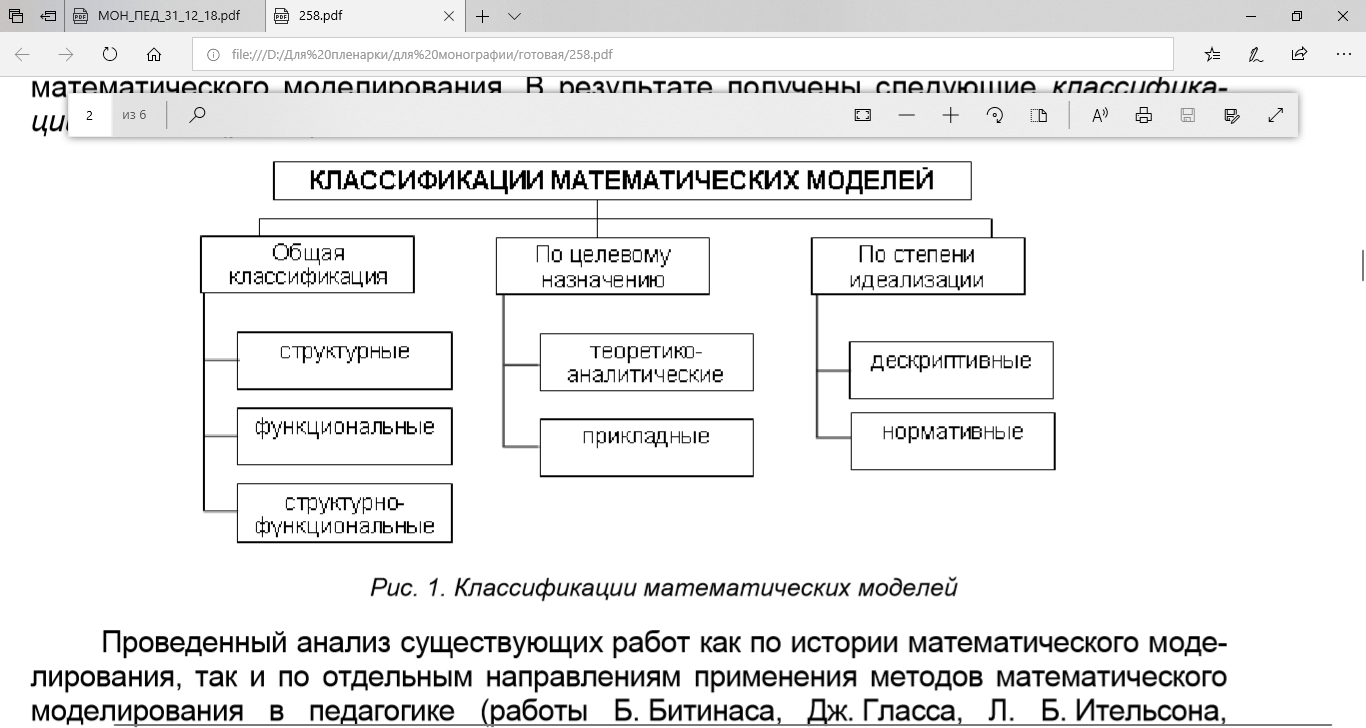 МОН_ПЕД_31_12_18.pdf
258.pdf
file:///D:/Для%20пленарки/для%20монографии/готовая/258.pdf
математического моделирования. В результате получены следующие классифика-
2 из 6
КЛАССИФИКАЦИИ МАТЕМАТИЧЕСКИХ МОДЕЛЕЙ
Общая
классификация
структурные
функциональные
структурно-
функциональные
По целевому
назначению
теоретико-
аналитические
прикладные
По степени
идеализации
дескриптивные
нормативные
Рис. 1. Классификации математических моделей
Проведенный анализ существующих работ как по истории математического моде-
лирования, так и по отдельным направлениям применения методов математического
моделирования в педагогике (работы Б. Битинаса, Дж. Гласса, Л. Б. Ительсона,